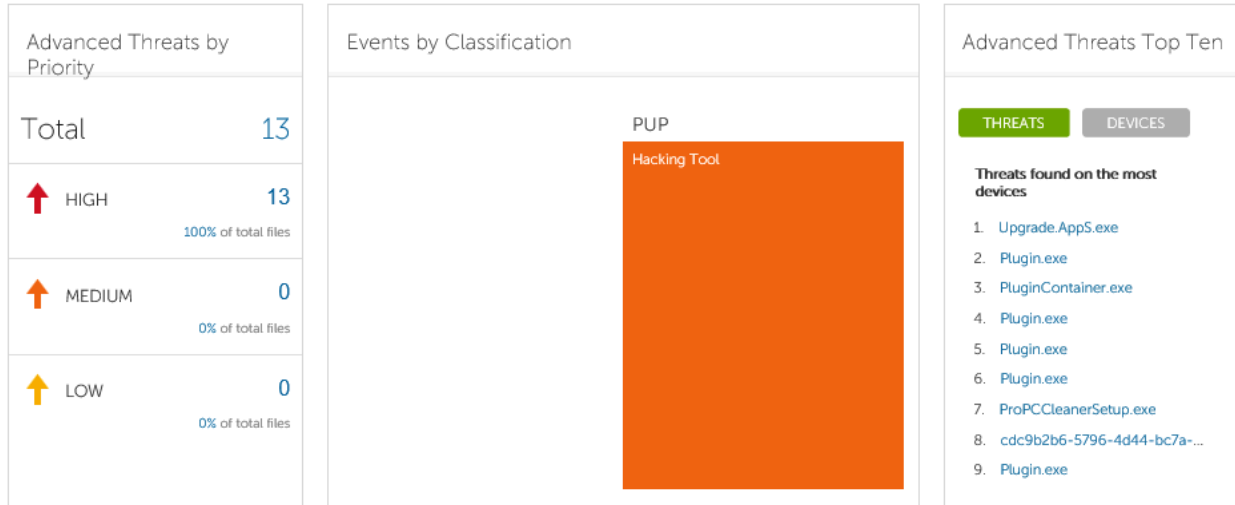 Advanced Threats by
Priority
Total 13
HIGH 13
100% of total files
MEDIUM 0
0% of total files
LOW 0
0% of total files
Events by Classification
PUP
Hacking Tool
Advanced Threats Top Ten
THREATS DEVICES
Threats found on the most
devices
1. Upgrade.AppS.exe
2. Plugin.exe
3. PluginContainer.exe
4. Plugin.exe
5. Plugin.exe
6. Plugin.exe
7. ProPCCleanerSetup.exe
8. cdc9b2b6-5796-4d44-bc7a-...
9. Plugin.exe